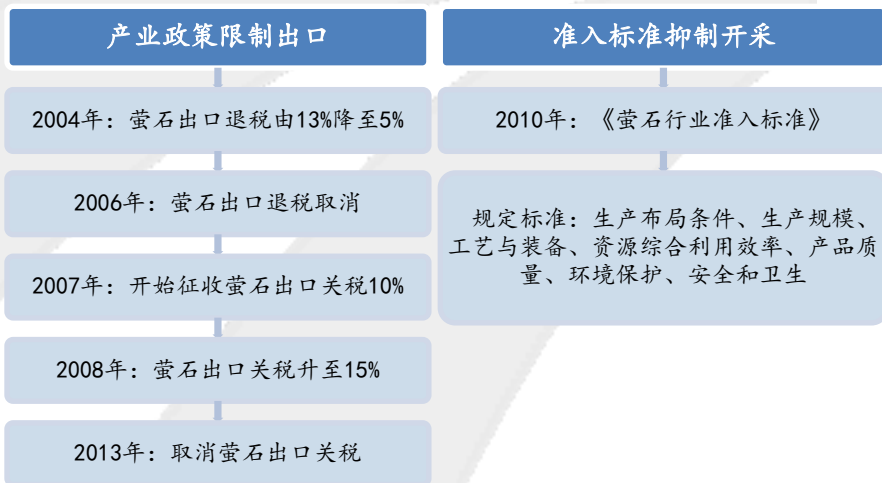 产业政策限制出口
2004年：萤石出口退税由13%降至5%
2006年：萤石出口退税取消
2007年：开始征收萤石出口关税10%
2008年：萤石出口关税升至15%
2013年：取消萤石出口关税
准入标准抑制开采
2010年：《萤石行业准入标准》
规定标准：生产布局条件、生产规模、
工艺与装备、资源综合利用效率、产品质
量、环境保护、安全和卫生